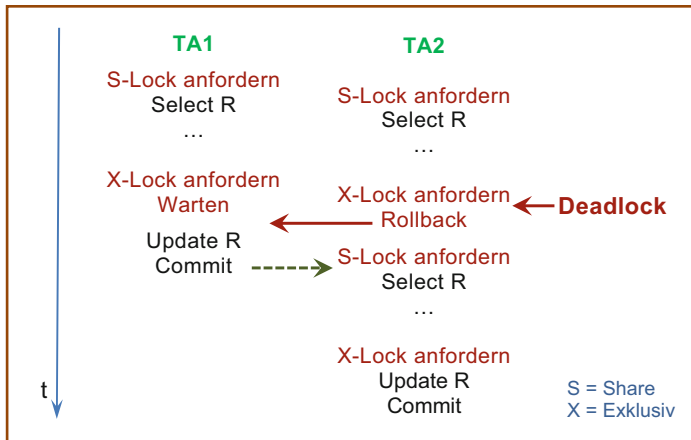 TA1
TA2
S-Lock anfordern
Select R
...
S-Lock anfordern
Select R
...
X-Lock anfordern
Warten
X-Lock anfordern
Rollback
Deadlock
Update R
Commit
S-Lock anfordern
Select R
...
X-Lock anfordern
Update R
Commit
t
S = Share
X = Exklusiv